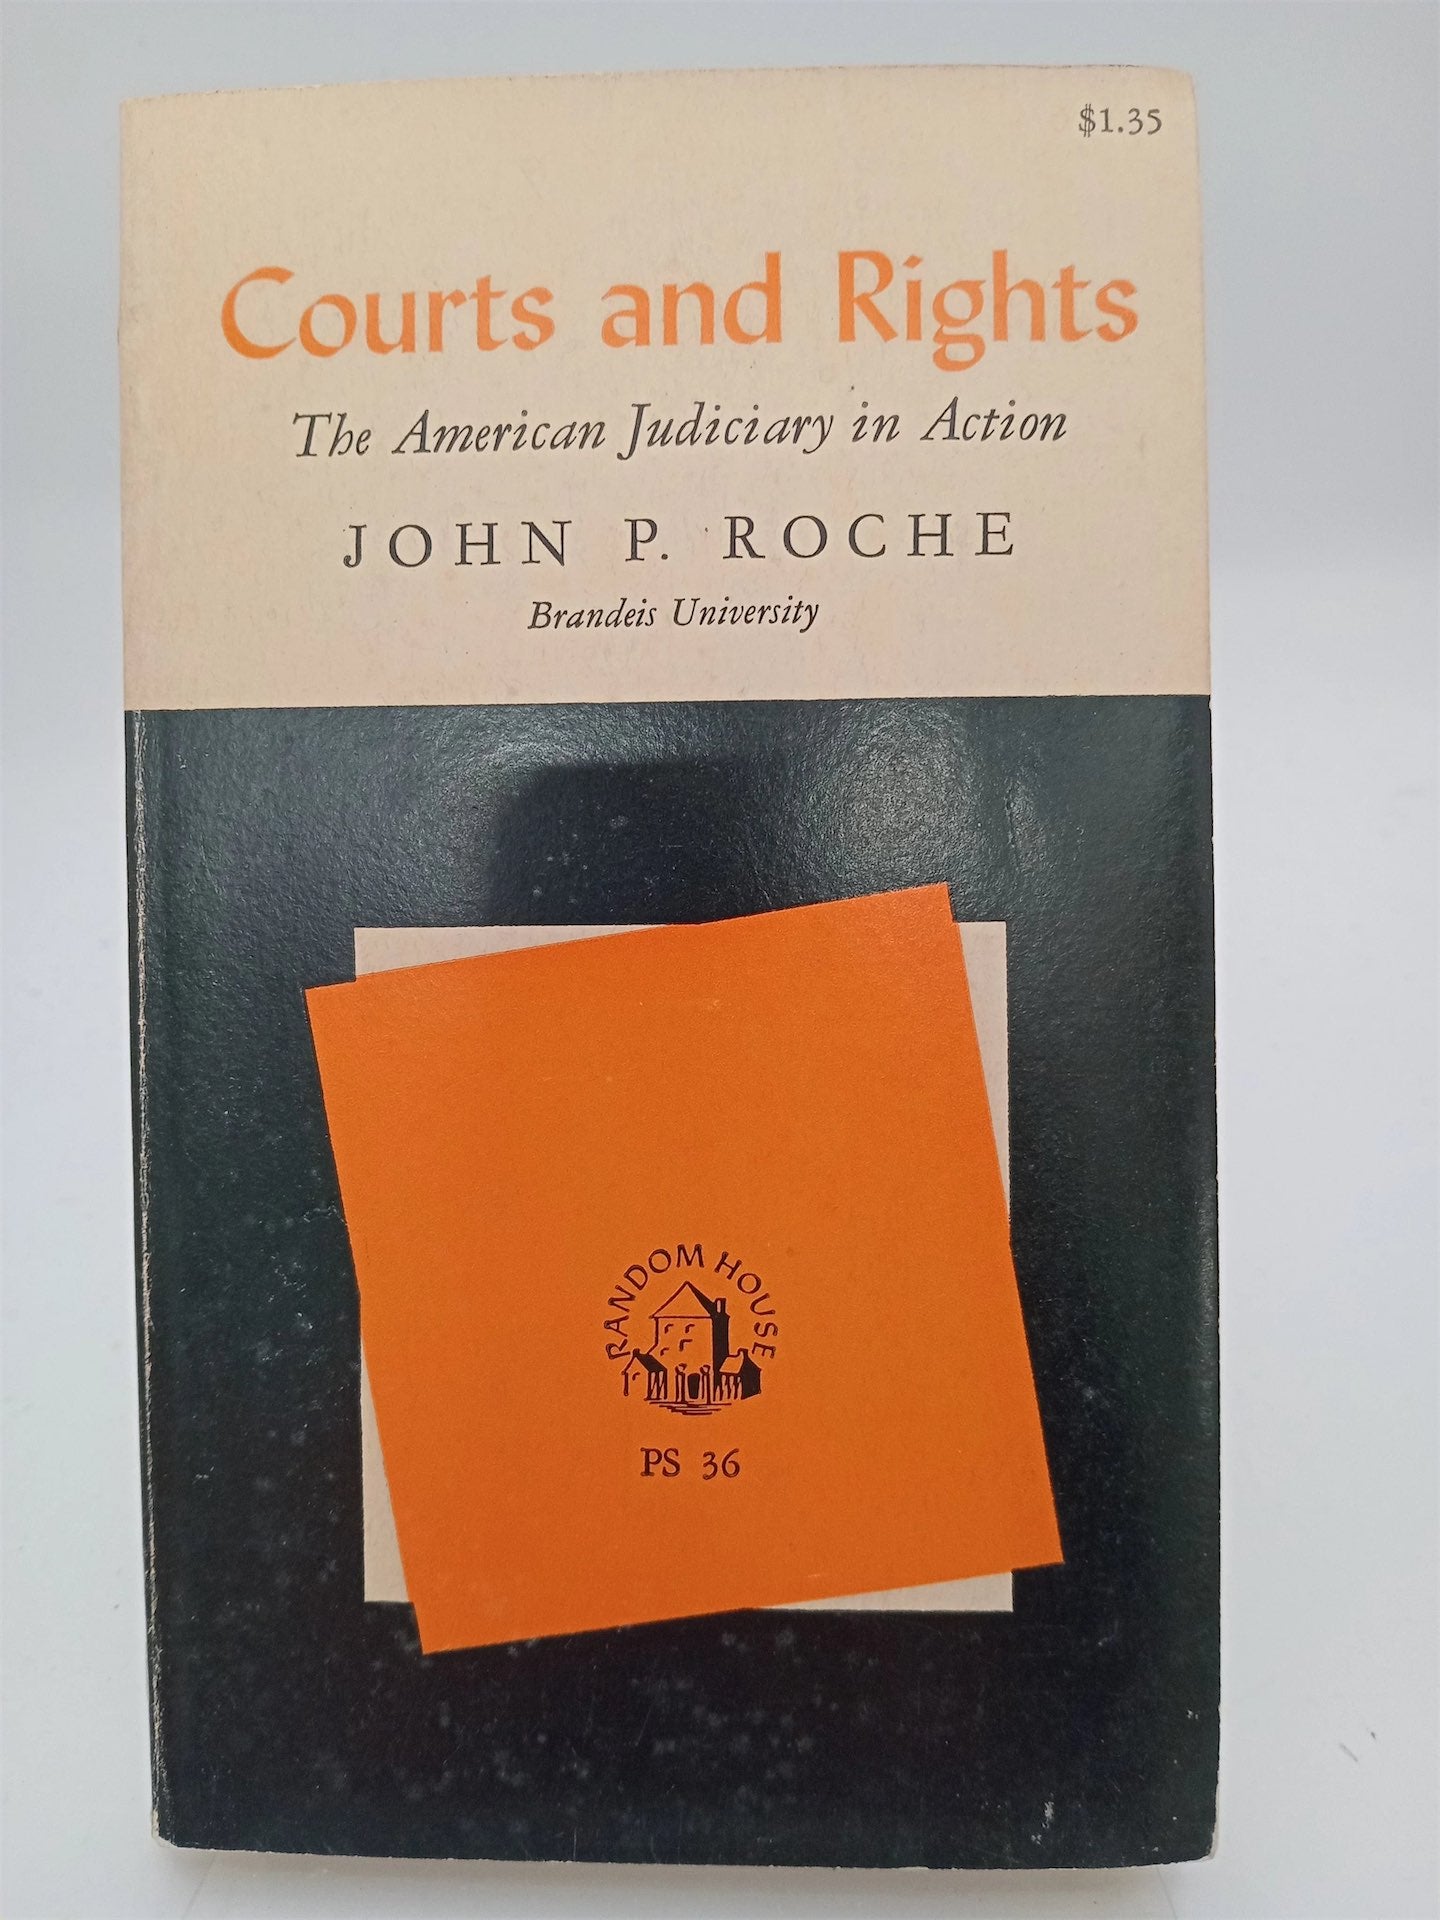 $1.35
Courts and Rights
The American Judiciary in Action
JOHN P. ROCHE
Brandeis University
RANDOM HOUSE
PS 36